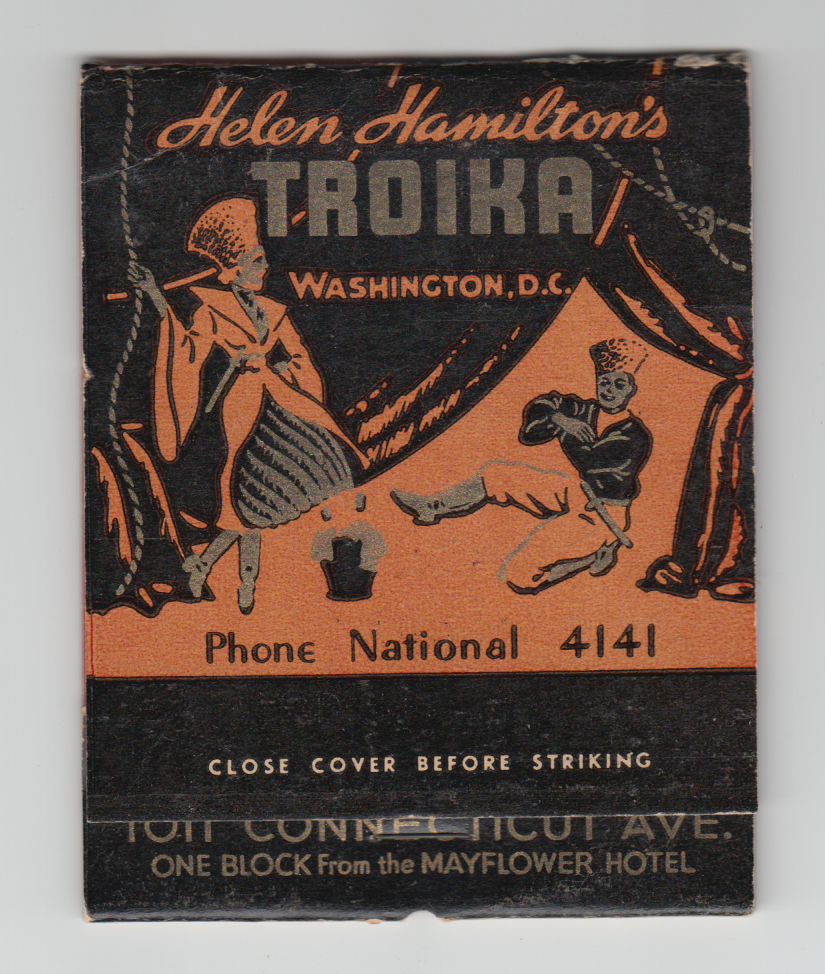 Helen Hamilton's
TROIKA
WASHINGTON, D.C.
Phone National 4141
CLOSE COVER BEFORE STRIKING
1011 CONNECTICUT AVE.
ONE BLOCK From the MAYFLOWER HOTEL